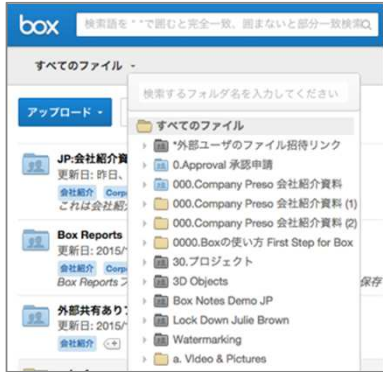 box 検索語を " "で囲むと完全一致、囲まないと部分一致検索
すべてのファイル
検索するフォルダ名を入力してください
アップロード
すべてのファイル
*外部ユーザのファイル招待リンク
0.Approval 承認申請
000.Company Preso 会社紹介資料
000.Company Preso 会社紹介資料 (1)
000.Company Preso 会社紹介資料 (2)
0000.Boxの使い方 First Step for Box
30.プロジェクト
3D Objects
Box Notes Demo JP
Lock Down Julie Brown
Watermarking
a. Video & Pictures
JP:会社紹介資
更新日: 昨日、
会社紹介 Corp
これは会社紹
Box Reports
更新日: 2015/
会社紹介 Corp
Box Reports 保存
外部共有あり
更新日: 2015/
会社紹介